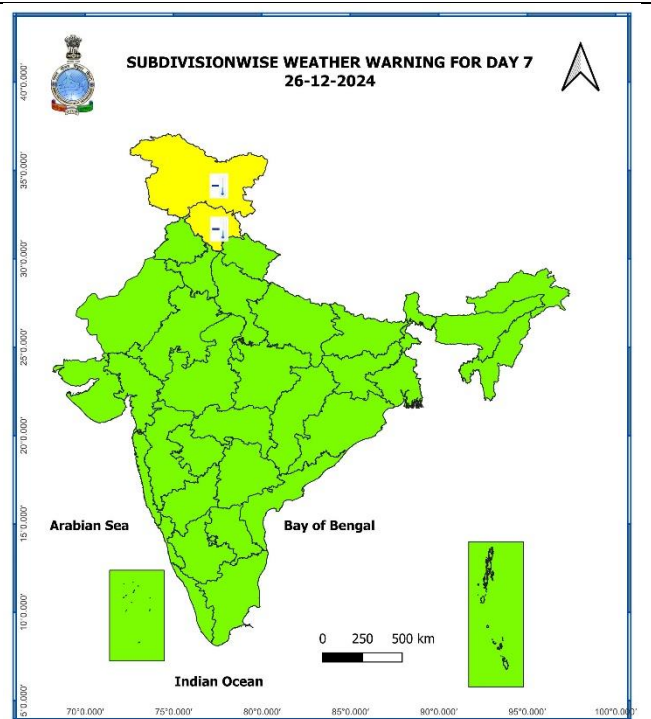 SUBDIVISIONWISE WEATHER WARNING FOR DAY 7
26-12-2024
40°0.000'
35°0.000'
30°0.000'
25°0.000'
20°0.000'
15°0.000'
10°0.000'
5°0.000'
Arabian Sea
Bay of Bengal
0 250 500 km
Indian Ocean
70°0.000' 75°0.000' 80°0.000' 85°0.000' 90°0.000' 95°0.000' 100°0.000'